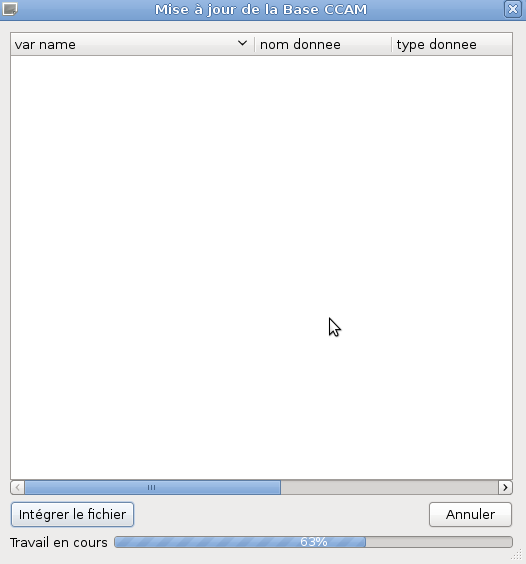 Mise à jour de la Base CCAM
var name nom donnee type donnee
Intégrer le fichier Annuler
Travail en cours 63%